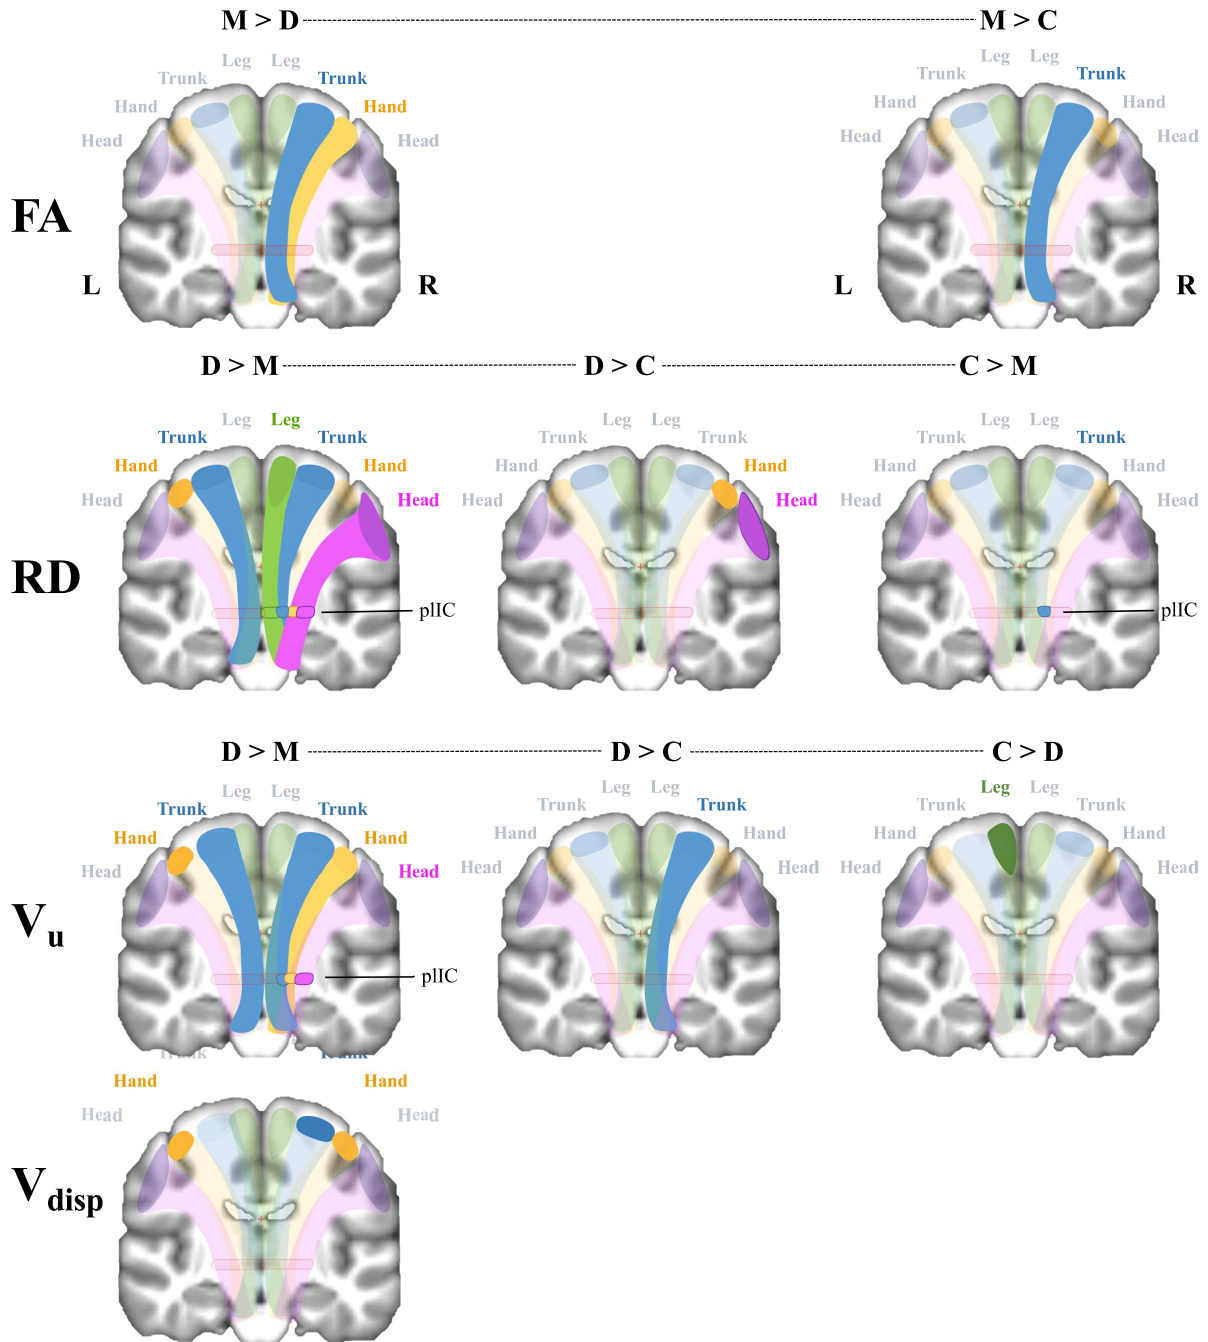 M > D M > C
Leg Leg Leg Leg
Trunk Trunk Trunk Trunk
Hand Hand Hand Hand
Head Head Head Head
FA
L R L R
D > M D > C C > M
Leg Leg Leg Leg Leg Leg
Trunk Trunk Trunk Trunk Trunk Trunk
Hand Hand Hand Hand Hand Hand
Head Head Head Head Head Head
RD
plIC plIC
D > M D > C C > D
Leg Leg Leg Leg Leg Leg
Trunk Trunk Trunk Trunk Trunk Trunk
Hand Hand Hand Hand Hand Hand
Head Head Head Head Head Head
Vu
plIC
Trunk Trunk
Hand Hand
Head Head
Vdisp